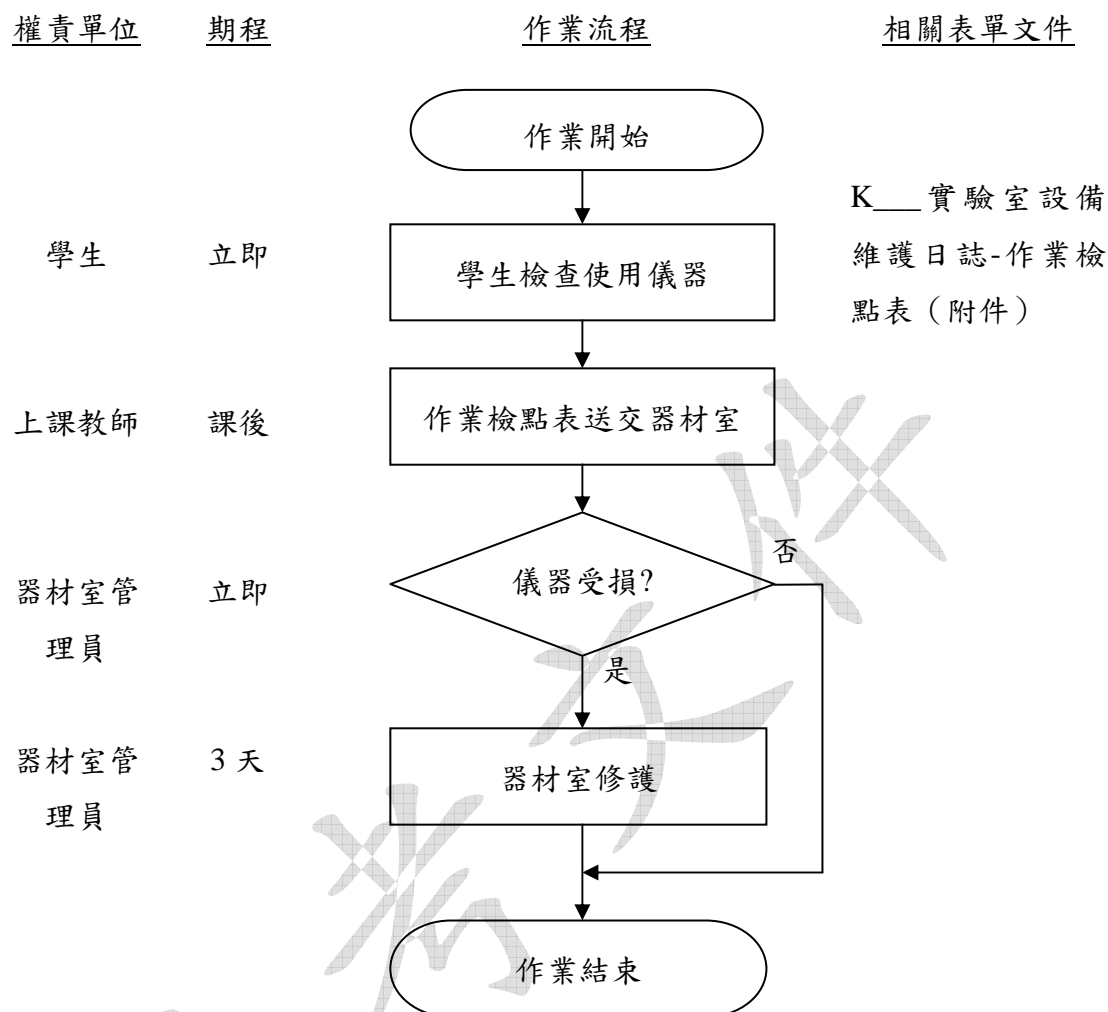 權責單位 期程 作業流程 相關表單文件
作業開始
K___實驗室設備
維護日誌-作業檢
點表（附件）
學生 立即 學生檢查使用儀器
上課教師 課後 作業檢點表送交器材室
器材室管
理員
立即 儀器受損?
否
是
器材室管
理員
3 天 器材室修護
作業結束
考文件